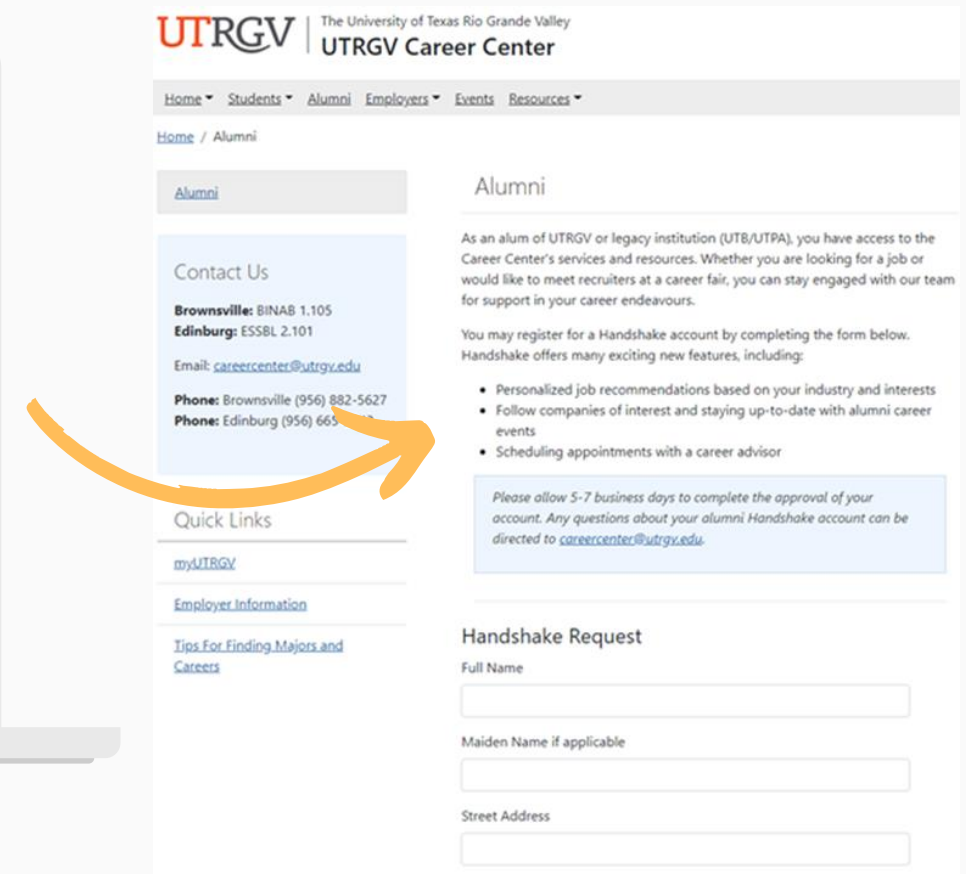 UTRGV
The University of Texas Rio Grande Valley
UTRGV Career Center
Home Students Alumni Employers Events Resources
Home / Alumni
Alumni
Contact Us
Brownsville: BINAB 1.105
Edinburg: ESSBL 2.101
Email: careercenter@utrgv.edu
Phone: Brownsville (956) 882-5627
Phone: Edinburg (956) 665
Quick Links
myUTRGV
Employer Information
Tips For Finding Majors and
Careers
Alumni
As an alum of UTRGV or legacy institution (UTB/UTPA), you have access to the
Career Center's services and resources. Whether you are looking for a job or
would like to meet recruiters at a career fair, you can stay engaged with our team
for support in your career endeavours.
You may register for a Handshake account by completing the form below.
Handshake offers many exciting new features, including:
• Personalized job recommendations based on your industry and interests
• Follow companies of interest and staying up-to-date with alumni career
events
• Scheduling appointments with a career advisor
Please allow 5-7 business days to complete the approval of your
account. Any questions about your alumni Handshake account can be
directed to careercenter@utrgv.edu.
Handshake Request
Full Name
Maiden Name if applicable
Street Address